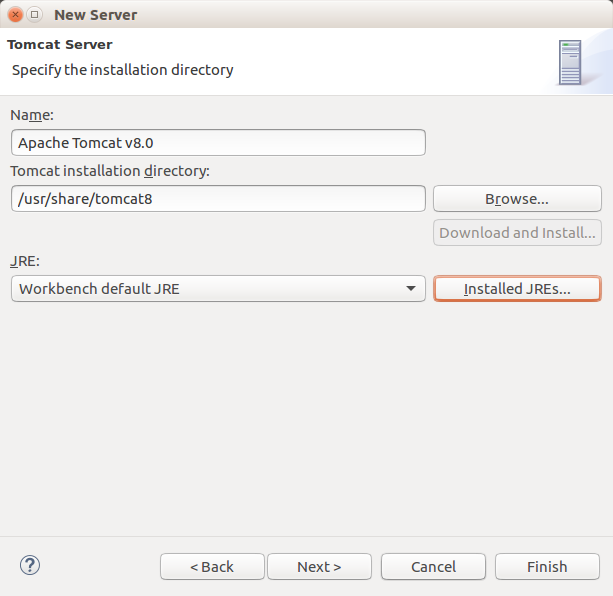 New Server
Tomcat Server
Specify the installation directory
Name:
Apache Tomcat v8.0
Tomcat installation directory:
/usr/share/tomcat8
Browse...
Download and Install...
JRE:
Workbench default JRE
Installed JREs...
?
< Back
Next >
Cancel
Finish